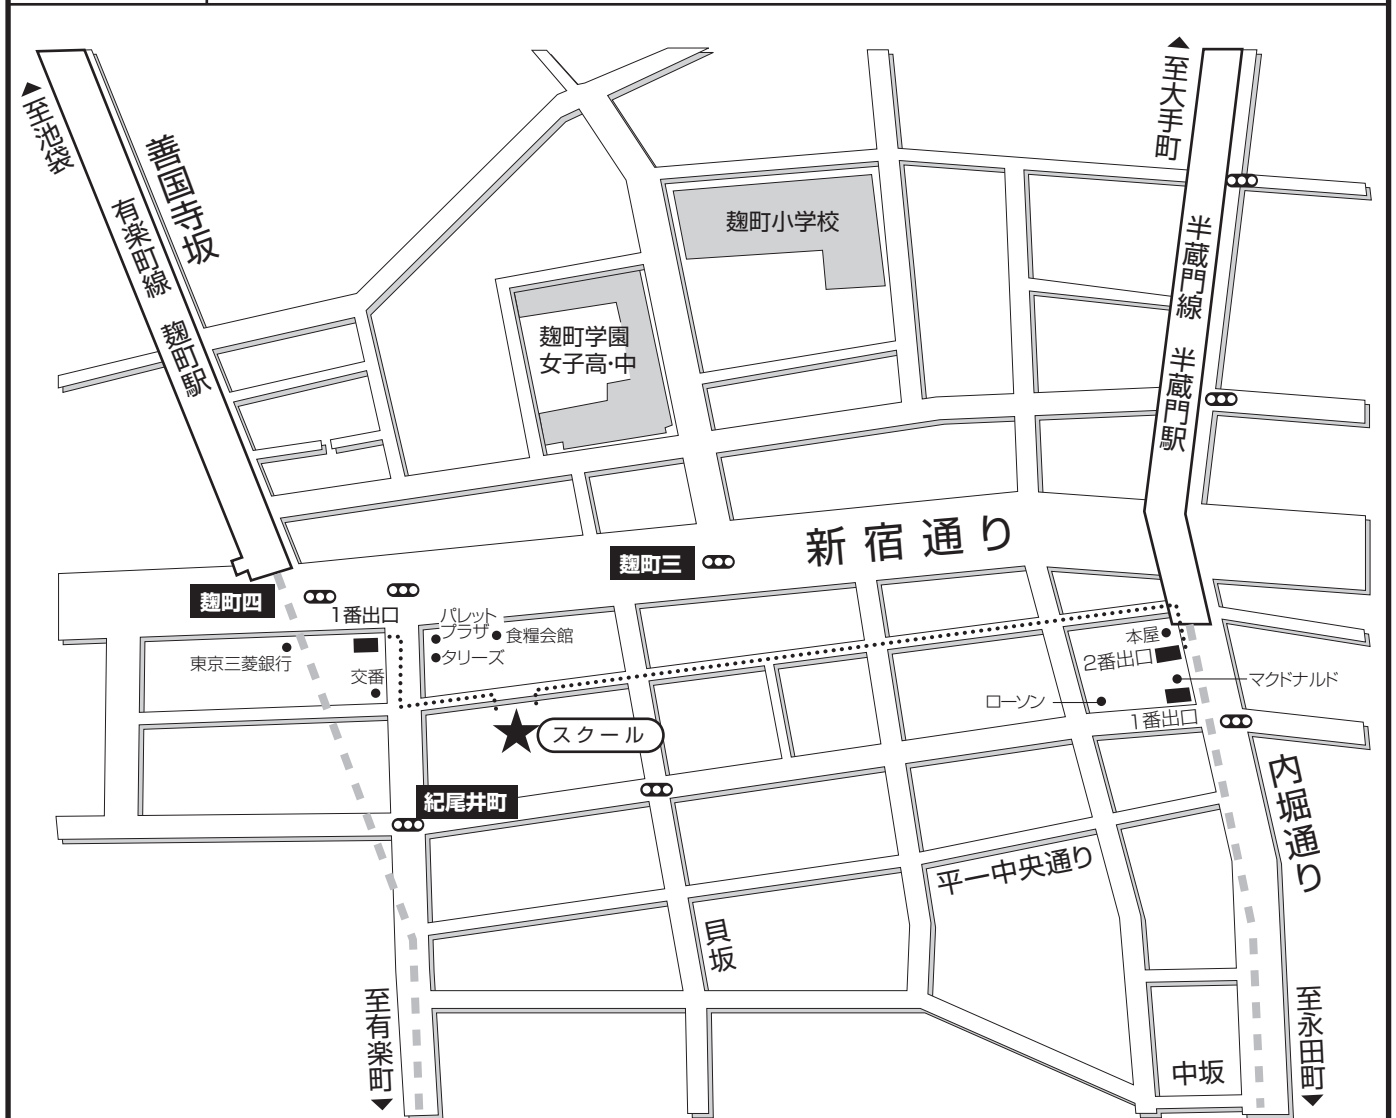 至大手町
至池袋
善国寺坂
有楽町線 麹町駅
麹町小学校
麹町学園
女子高・中
半蔵門線 半蔵門駅
新宿通り
麹町三
麹町四
1番出口
パレット
プラザ
食糧会館
タリーズ
東京三菱銀行
交番
本屋
2番出口
マクドナルド
ローソン
1番出口
スクール
紀尾井町
内堀通り
平一中央通り
貝坂
至有楽町
至永田町
中坂